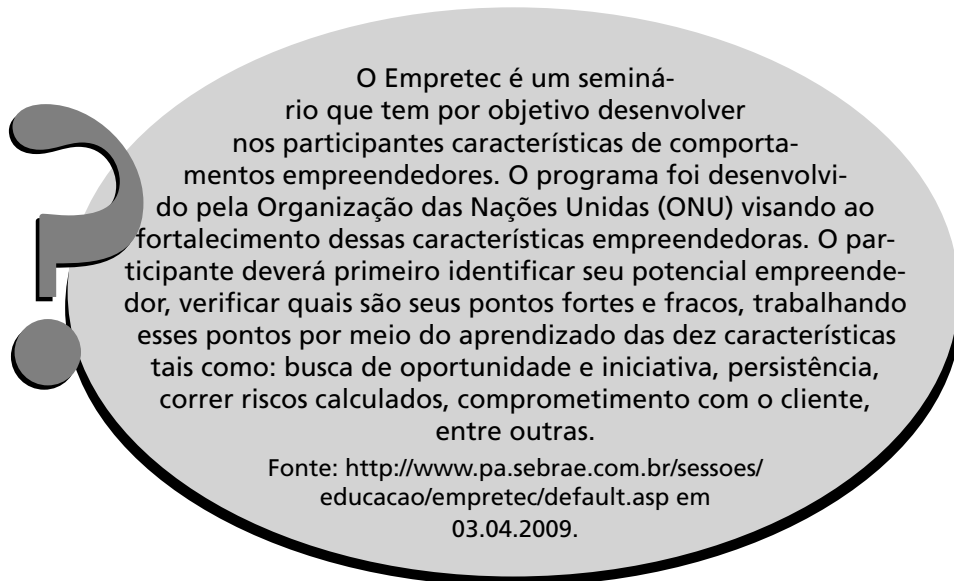 O Empretec é um seminá-
rio que tem por objetivo desenvolver
nos participantes características de comporta-
mentos empreendedores. O programa foi desenvolvi-
do pela Organização das Nações Unidas (ONU) visando ao
fortalecimento dessas características empreendedoras. O par-
ticipante deverá primeiro identificar seu potencial empreende-
dor, verificar quais são seus pontos fortes e fracos, trabalhando
esses pontos por meio do aprendizado das dez características
tais como: busca de oportunidade e iniciativa, persistência,
correr riscos calculados, comprometimento com o cliente,
entre outras.
Fonte: http://www.pa.sebrae.com.br/sessoes/
educacao/empretec/default.asp em
03.04.2009.
?